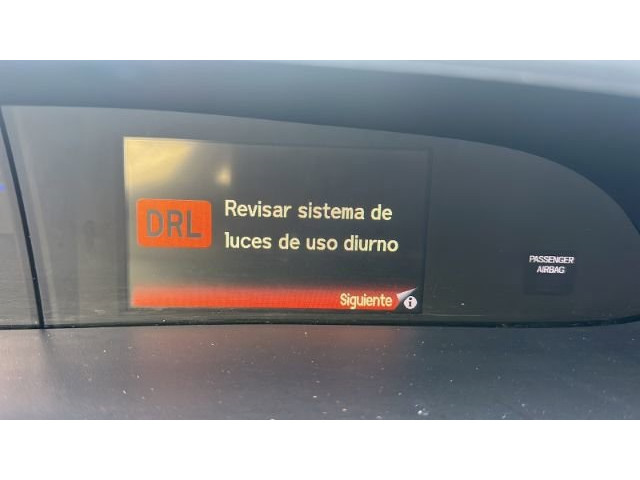 DRL
Revisar sistema de
luces de uso diurno
Siguiente
PASSENGER
AIRBAG